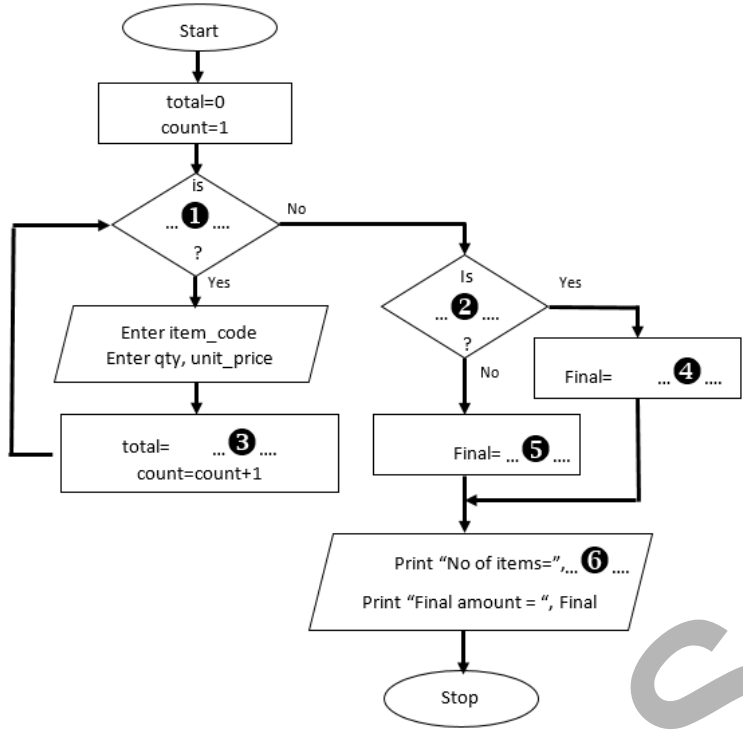 Start
total=0
count=1
is
... ❶ ....
?
No
Yes
Enter item_code
Enter qty, unit_price
total= ... ❸ ....
count=count+1
Is
... ❷ ....
?
Yes
No
Final= ... ❹ ....
Final= ... ❺ ....
Print “No of items=”,... ❻ ....
Print “Final amount = “, Final
Stop